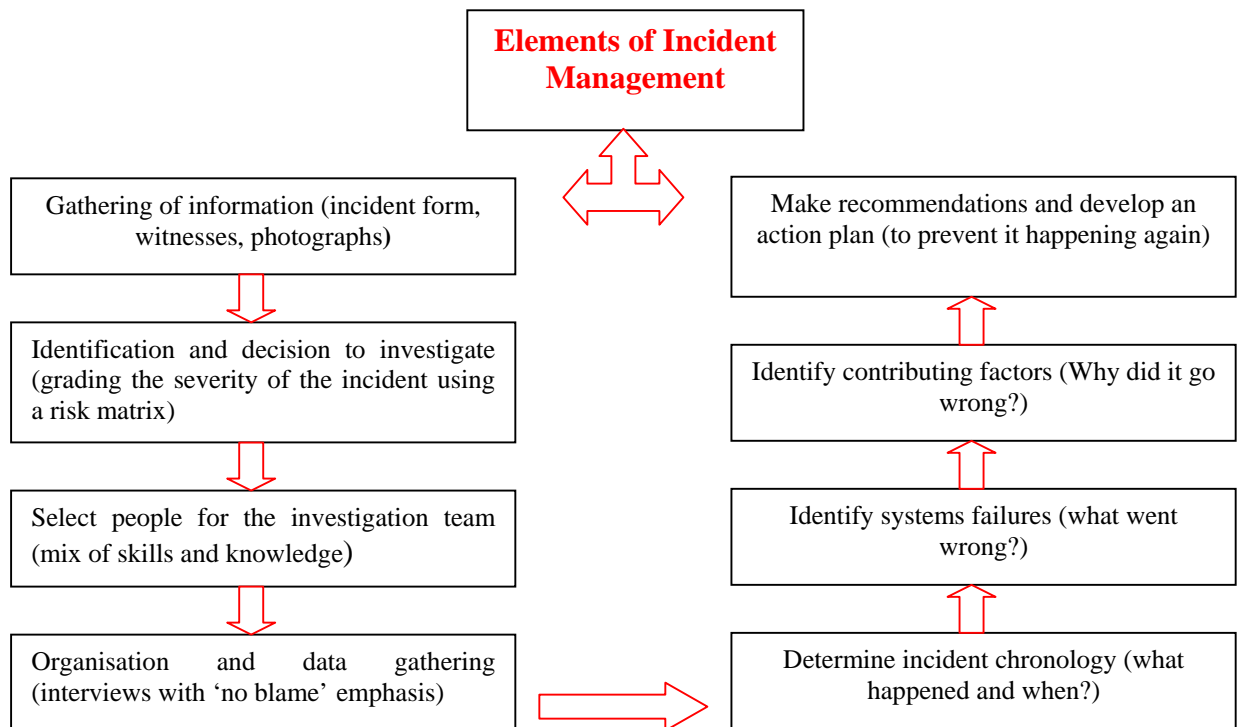 Elements of Incident
Management
Gathering of information (incident form,
witnesses, photographs)
Identification and decision to investigate
(grading the severity of the incident using
a risk matrix)
Select people for the investigation team
(mix of skills and knowledge)
Organisation and data gathering
(interviews with ‘no blame’ emphasis)
Determine incident chronology (what
happened and when?)
Identify systems failures (what went
wrong?)
Identify contributing factors (Why did it go
wrong?)
Make recommendations and develop an
action plan (to prevent it happening again)